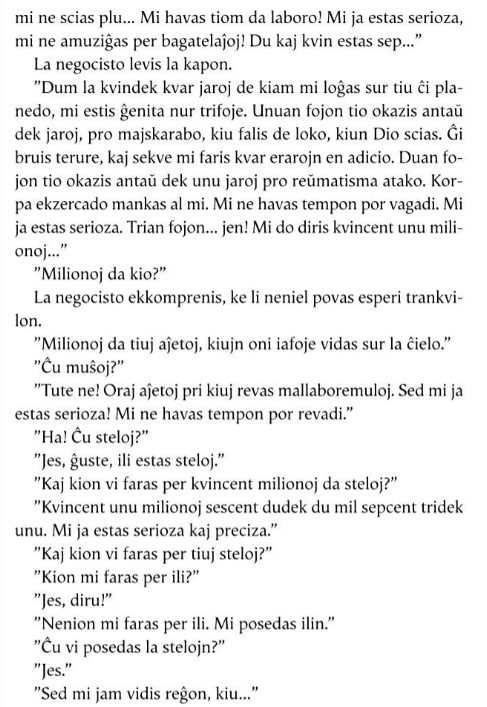 mi ne scias plu... Mi havas tiom da laboro! Mi ja estas serioza,
mi ne amuziĝas per bagatelaĵoj! Du kaj kvin estas sep...”
La negocisto levis la kapon.
”Dum la kvindek kvar jaroj de kiam mi loĝas sur tiu ĉi pla-
nedo, mi estis ĝenita nur trifoje. Unuan fojon tio okazis antaŭ
dek jaroj, pro majskarabo, kiu falis de loko, kiun Dio scias. Ĝi
bruis terure, kaj sekve mi faris kvar erarojn en adicio. Duan fo-
jon tio okazis antaŭ dek unu jaroj pro reŭmatisma atako. Kor-
pa ekzercado mankas al mi. Mi ne havas tempon por vagadi. Mi
ja estas serioza. Trian fojon... jen! Mi do diris kvincent unu mili-
onoj...”
”Milionoj da kio?”
La negocisto ekkomprenis, ke li neniel povas esperi trankvi-
lon.
”Milionoj da tiuj aĵetoj, kiujn oni iafoje vidas sur la ĉielo.”
”Ĉu muŝoj?”
”Tute ne! Oraj aĵetoj pri kiuj revas mallaboremuloj. Sed mi ja
estas serioza! Mi ne havas tempon por revadi.”
”Ha! Ĉu steloj?”
”Jes, ĝuste, ili estas steloj.”
”Kaj kion vi faras per kvincent milionoj da steloj?”
”Kvincent unu milionoj sescent dudek du mil sepcent tridek
unu. Mi ja estas serioza kaj preciza.”
”Kaj kion vi faras per tiuj steloj?”
”Kion mi faras per ili?”
”Jes, diru!”
”Nenion mi faras per ili. Mi posedas ilin.”
”Ĉu vi posedas la stelojn?”
”Jes.”
”Sed mi jam vidis reĝon, kiu...”